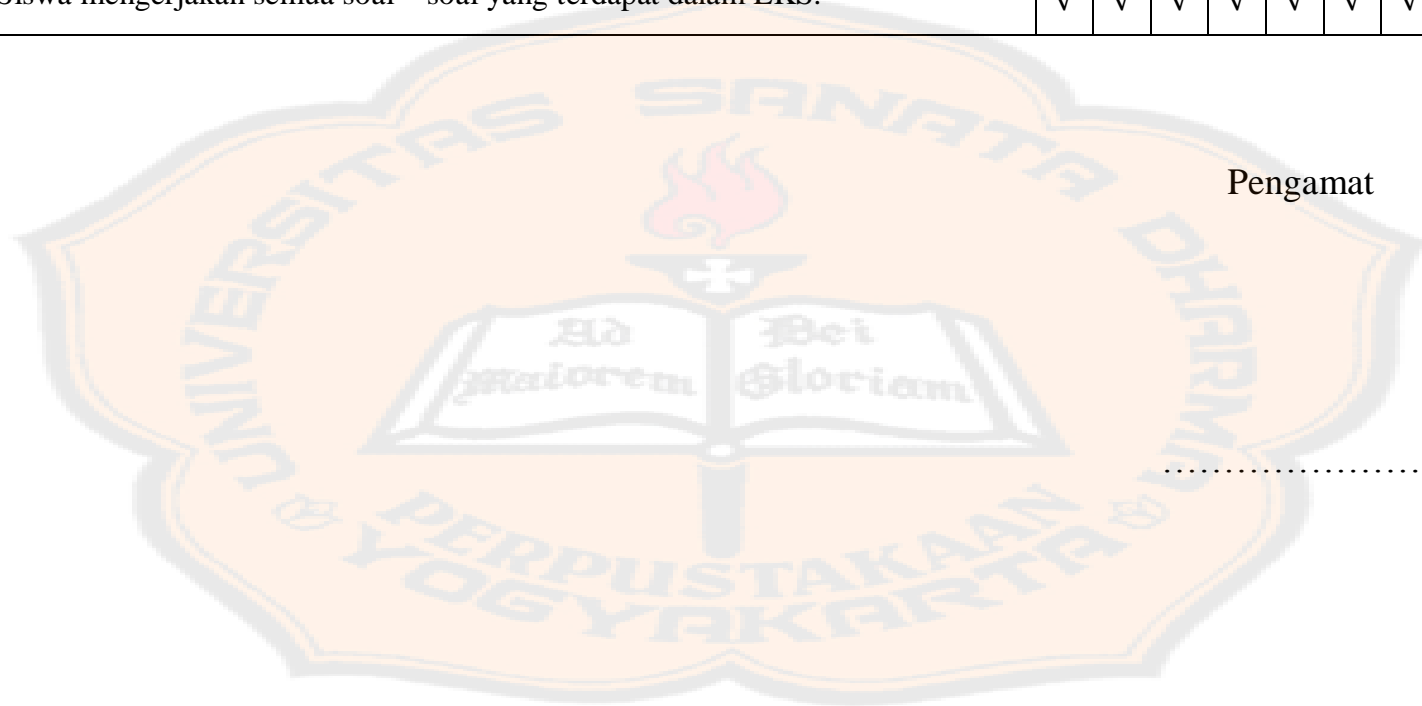 Siswa mengerjakan semua soal – soal yang terdapat dalam LKS. √ √ √ √ √ √ √
UNIVERSITAS SANATA DHARMA
Pengamat
Ad Dei
Maiorem Gloriam
…………………
PERPUSTAKAAN
YOGYAKARTA